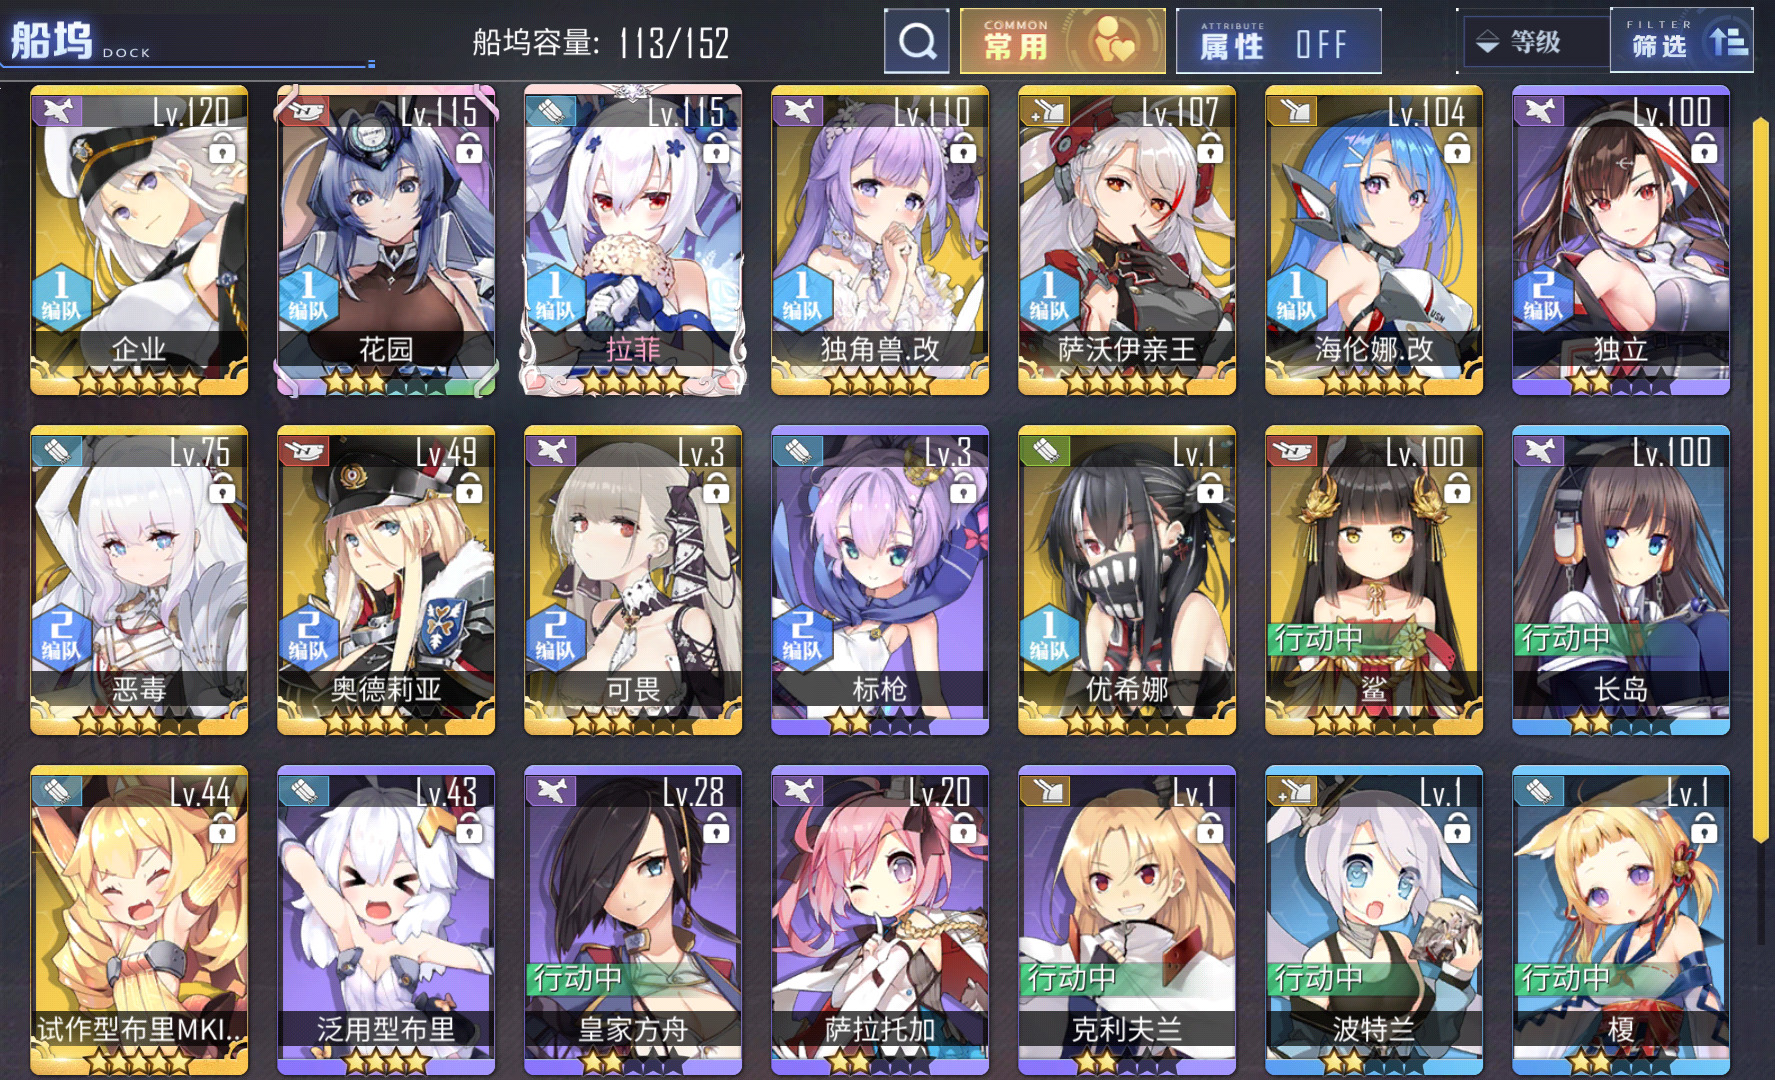 船坞 DOCK
船坞容量: 113/152
COMMON
常用
ATTRIBUTE
属性 OFF
等级
FILTER
筛选
Lv.120
Lv.115
Lv.115
Lv.110
Lv.107
Lv.104
Lv.100
1
编队
1
编队
1
编队
1
编队
1
编队
1
编队
2
编队
USN
企业
花园
拉菲
独角兽.改
萨沃伊亲王
海伦娜.改
独立
Lv.75
Lv.49
Lv.3
Lv.3
Lv.1
Lv.100
Lv.100
2
编队
2
编队
2
编队
2
编队
1
编队
行动中
行动中
恶毒
奥德莉亚
可畏
标枪
优希娜
鲨
长岛
Lv.44
Lv.43
Lv.28
Lv.20
Lv.1
Lv.1
Lv.1
行动中
行动中
行动中
行动中
试作型布里MKI..
泛用型布里
皇家方舟
萨拉托加
克利夫兰
波特兰
榎